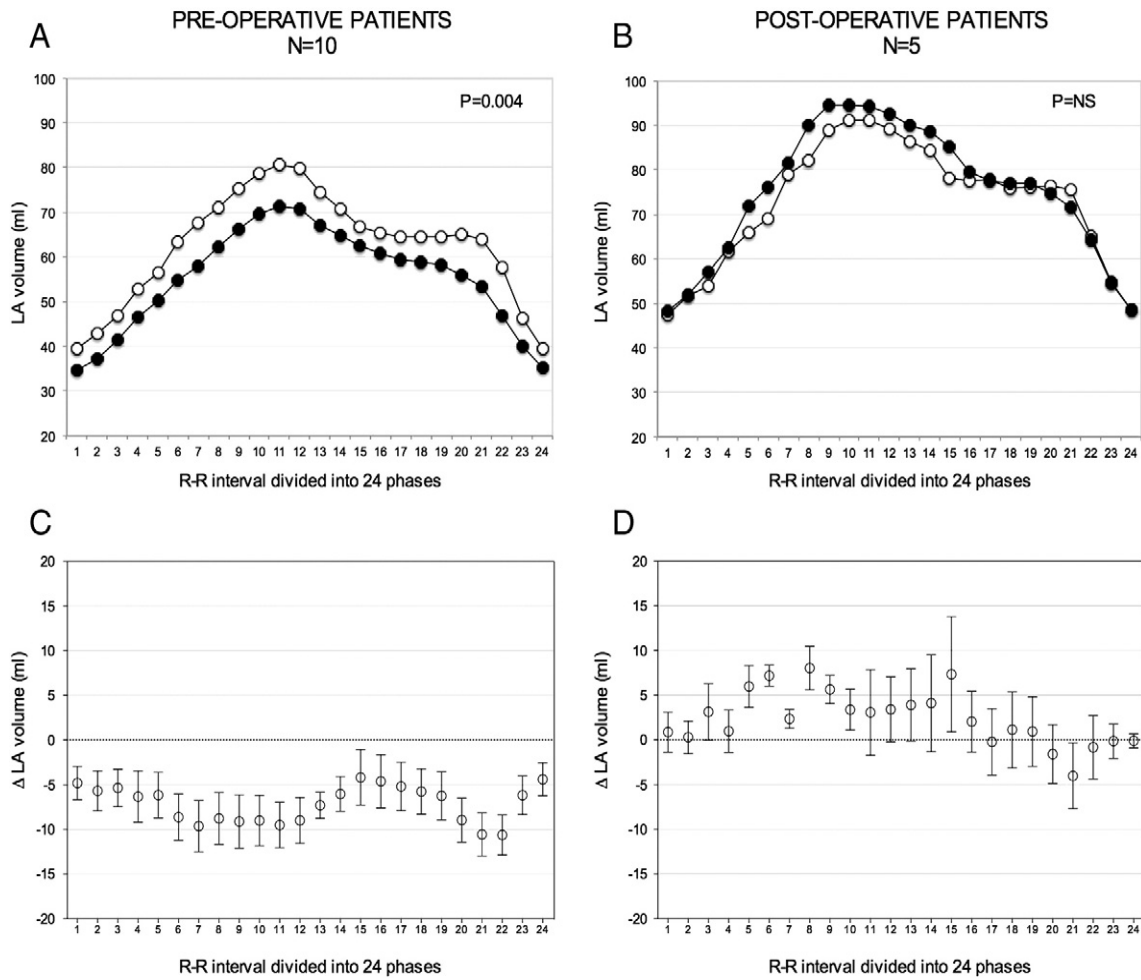 PRE-OPERATIVE PATIENTS
N=10
POST-OPERATIVE PATIENTS
N=5
A
P=0.004
LA volume (ml)
100
90
80
70
60
50
40
30
20
1 2 3 4 5 6 7 8 9 10 11 12 13 14 15 16 17 18 19 20 21 22 23 24
R-R interval divided into 24 phases
B
P=NS
LA volume (ml)
100
90
80
70
60
50
40
30
20
1 2 3 4 5 6 7 8 9 10 11 12 13 14 15 16 17 18 19 20 21 22 23 24
R-R interval divided into 24 phases
C
Δ LA volume (ml)
20
15
10
5
0
-5
-10
-15
-20
1 2 3 4 5 6 7 8 9 10 11 12 13 14 15 16 17 18 19 20 21 22 23 24
R-R interval divided into 24 phases
D
Δ LA volume (ml)
20
15
10
5
0
-5
-10
-15
-20
1 2 3 4 5 6 7 8 9 10 11 12 13 14 15 16 17 18 19 20 21 22 23 24
R-R interval divided into 24 phases